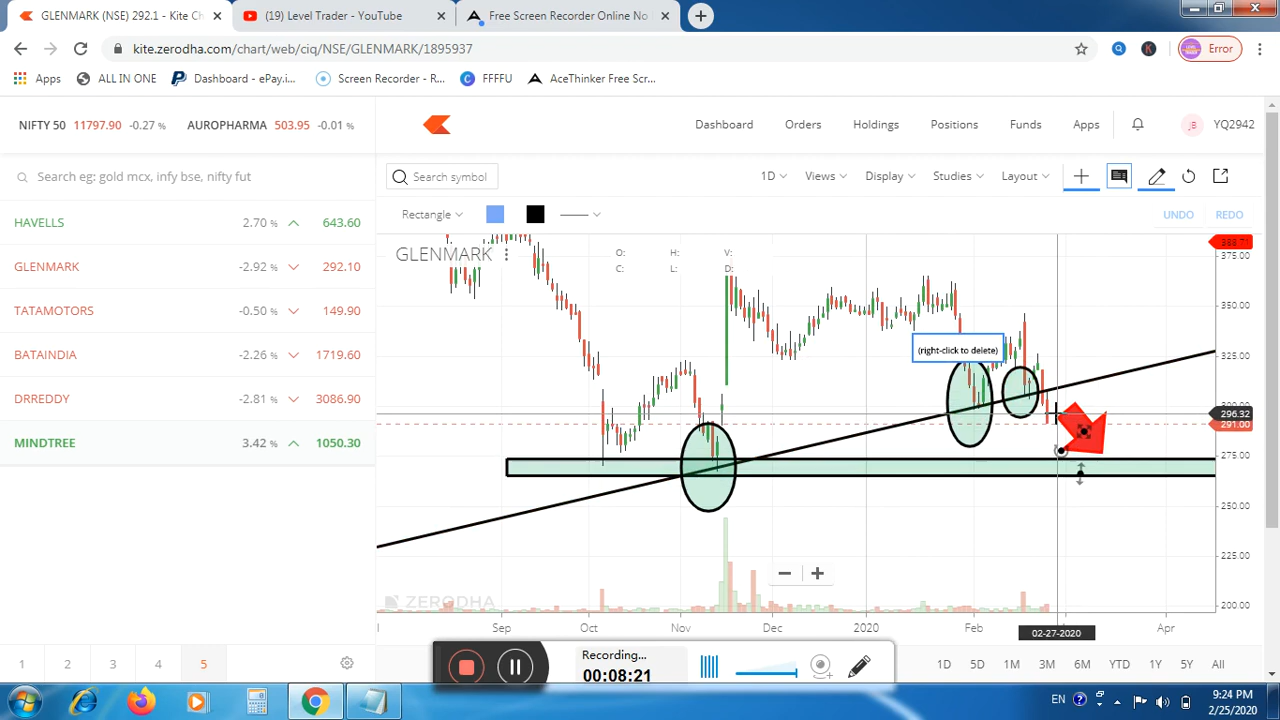 GLENMARK (NSE) 292.1 - Kite Ch
(19) Level Trader - YouTube
Free Screen Recorder Online No
kite.zerodha.com/chart/web/ciq/NSE/GLENMARK/1895937
Error
Apps
ALL IN ONE
Dashboard - ePay.i...
Screen Recorder - R...
FFFFU
AceThinker Free Scr...
NIFTY 50 11797.90 -0.27 %
AUROPHARMA 503.95 -0.01 %
Dashboard
Orders
Holdings
Positions
Funds
Apps
YQ2942
Search eg: gold mcx, infy bse, nifty fut
Search symbol
1D
Views
Display
Studies
Layout
Rectangle
UNDO
REDO
HAVELLS 2.70 % 643.60
GLENMARK -2.92 % 292.10
TATAMOTORS -0.50 % 149.90
BATAINDIA -2.26 % 1719.60
DRREDDY -2.81 % 3086.90
MINDTREE 3.42 % 1050.30
GLENMARK
O: H: V:
C: L: D:
388.71
375.00
350.00
325.00
296.32
291.00
275.00
250.00
225.00
200.00
(right-click to delete)
ZERODHA
Sep
Oct
Nov
Dec
2020
Feb
Apr
02-27-2020
1 2 3 4 5
1D 5D 1M 3M 6M YTD 1Y 5Y All
Recording...
00:08:21
EN
9:24 PM
2/25/2020